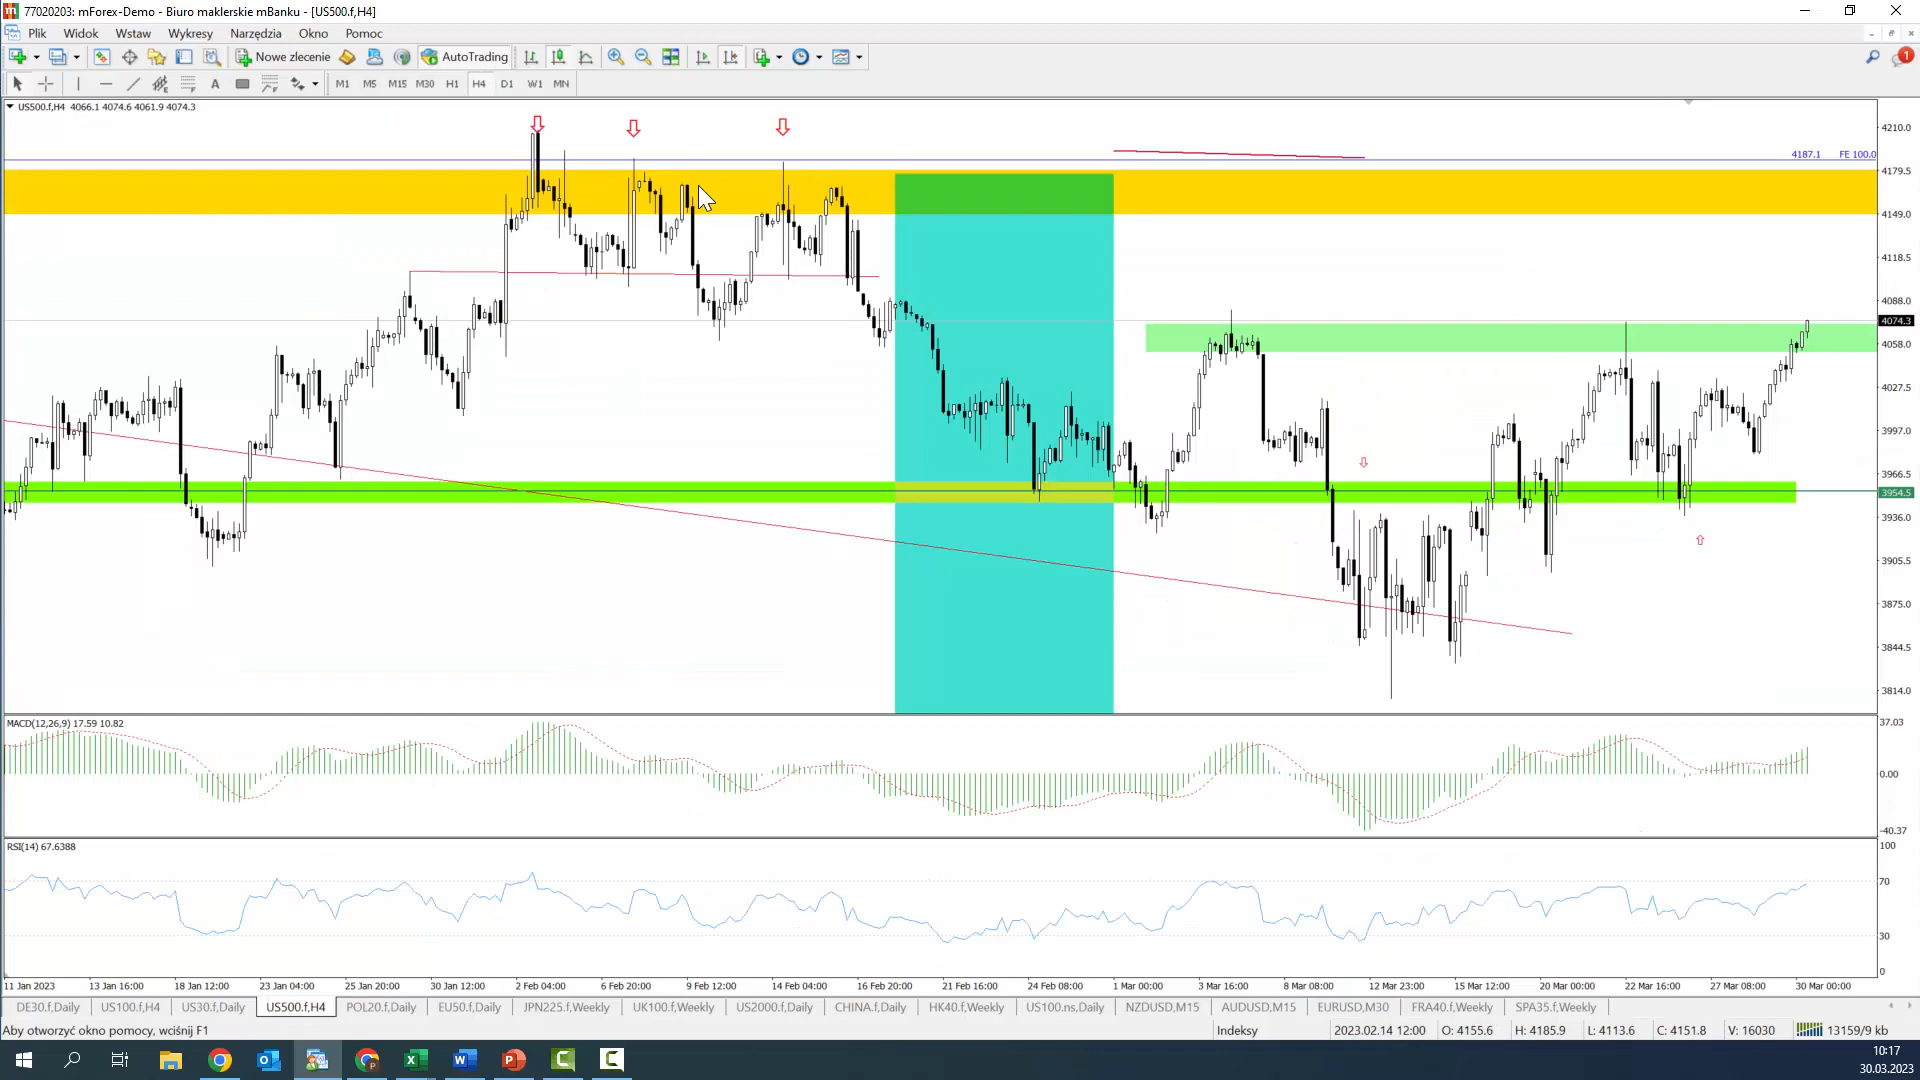 77020203: mForex-Demo - Biuro maklerskie mBanku - [US500.f,H4]
Plik Widok Wstaw Wykresy Narzędzia Okno Pomoc
Nowe zlecenie AutoTrading 1
A M1 M5 M15 M30 H1 H4 D1 W1 MN
US500.f,H4 4066.1 4074.6 4061.9 4074.3
4210.0
4187.1 FE 100.0
4179.5
4149.0
4118.5
4088.0
4074.3
4058.0
4027.5
3997.0
3966.5
3954.5
3936.0
3905.5
3875.0
3844.5
3814.0
MACD(12,26,9) 17.59 10.82
37.03
0.00
-40.37
RSI(14) 67.6388
100
70
30
0
11 Jan 2023 13 Jan 16:00 18 Jan 12:00 23 Jan 04:00 25 Jan 20:00 30 Jan 12:00 2 Feb 04:00 6 Feb 20:00 9 Feb 12:00 14 Feb 04:00 16 Feb 20:00 21 Feb 16:00 24 Feb 08:00 1 Mar 00:00 3 Mar 16:00 8 Mar 08:00 12 Mar 23:00 15 Mar 12:00 20 Mar 00:00 22 Mar 16:00 27 Mar 08:00 30 Mar 00:00
DE30.f,Daily US100.f,H4 US30.f,Daily US500.f,H4 POL20.f,Daily EU50.f,Daily JPN225.f,Weekly UK100.f,Weekly US2000.f,Daily CHINA.f,Daily HK40.f,Weekly US100.ns,Daily NZDUSD,M15 AUDUSD,M15 EURUSD,M30 FRA40.f,Weekly SPA35.f,Weekly
Aby otworzyć okno pomocy, wciśnij F1 Indeksy 2023.02.14 12:00 O: 4155.6 H: 4185.9 L: 4113.6 C: 4151.8 V: 16030 13159/9 kb
10:17
30.03.2023